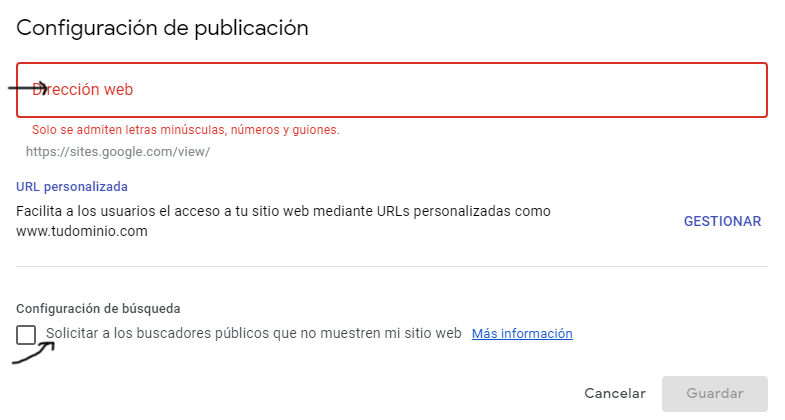 Configuración de publicación
Dirección web
Solo se admiten letras minúsculas, números y guiones.
https://sites.google.com/view/
URL personalizada
Facilita a los usuarios el acceso a tu sitio web mediante URLs personalizadas como
www.tudominio.com
GESTIONAR
Configuración de búsqueda
Solicitar a los buscadores públicos que no muestren mi sitio web Más información
Cancelar Guardar